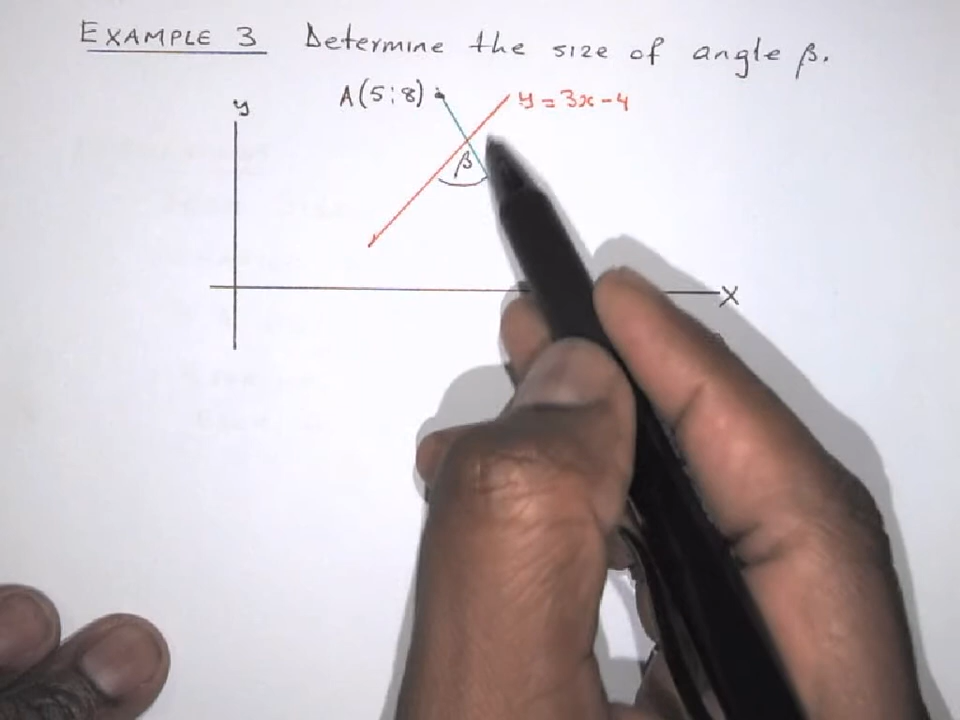 EXAMPLE 3 Determine the size of angle β.
A(5;8)
y = 3x - 4
y
β
X